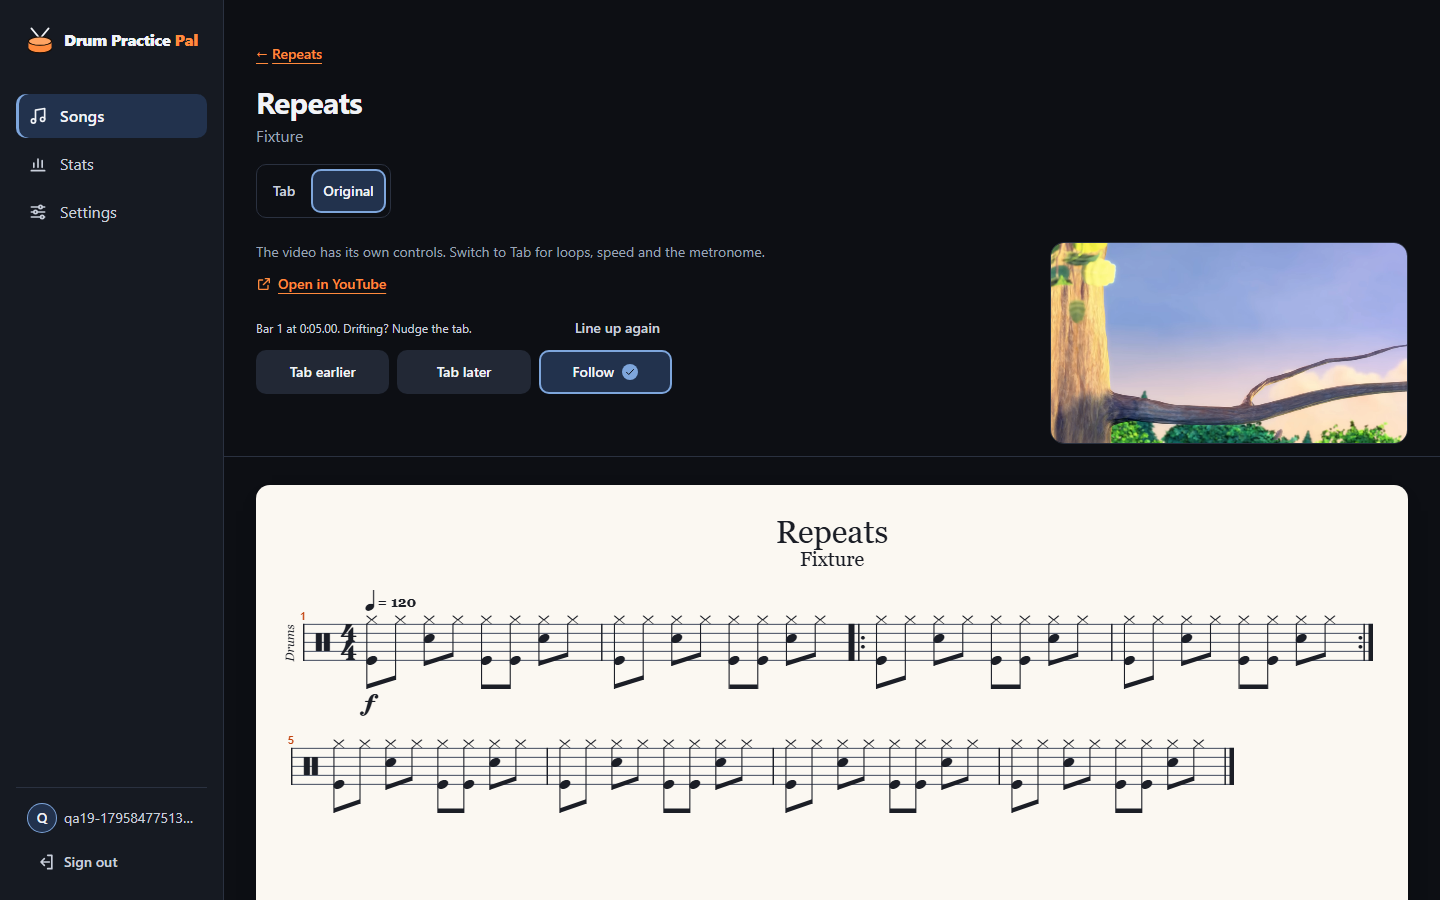 Drum Practice Pal
Songs
Stats
Settings
qa19-17958477513...
Q
Sign out
← Repeats
Repeats
Fixture
Tab
Original
The video has its own controls. Switch to Tab for loops, speed and the metronome.
Open in YouTube
Bar 1 at 0:05.00. Drifting? Nudge the tab.
Line up again
Tab earlier
Tab later
Follow
Repeats
Fixture
= 120
1
Drums
4
4
f
5